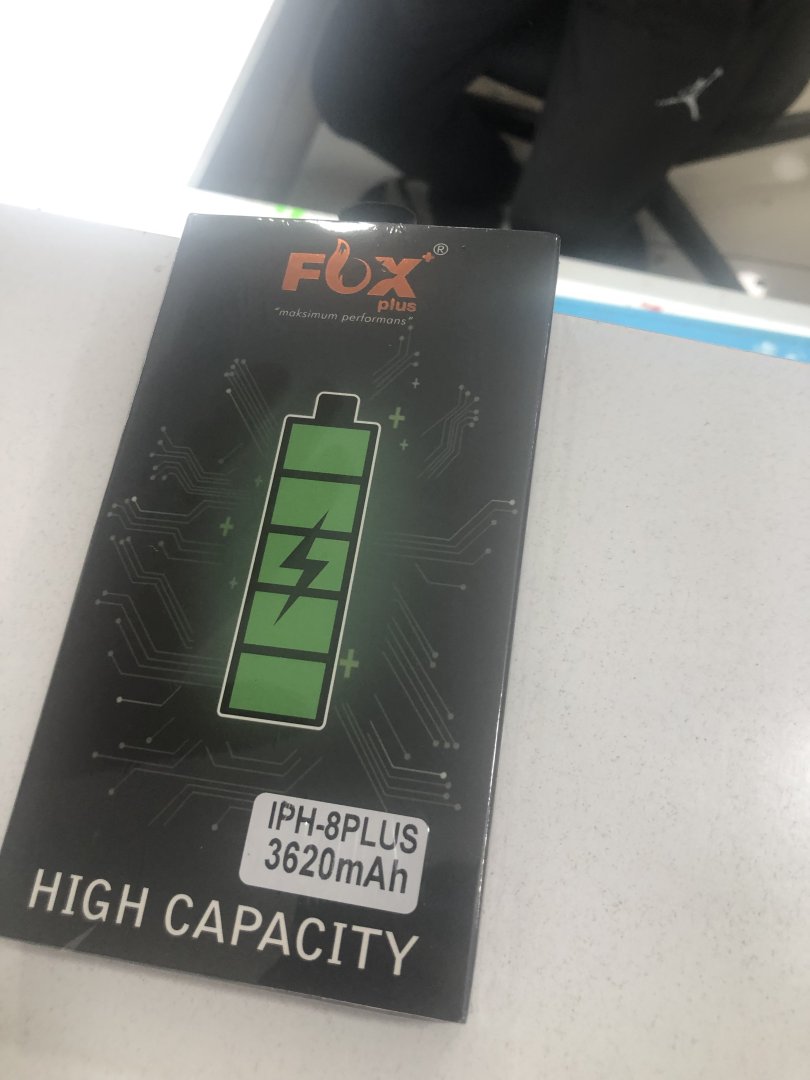 FOX+®
plus
"maksimum performans"
IPH-8PLUS
3620mAh
HIGH CAPACITY